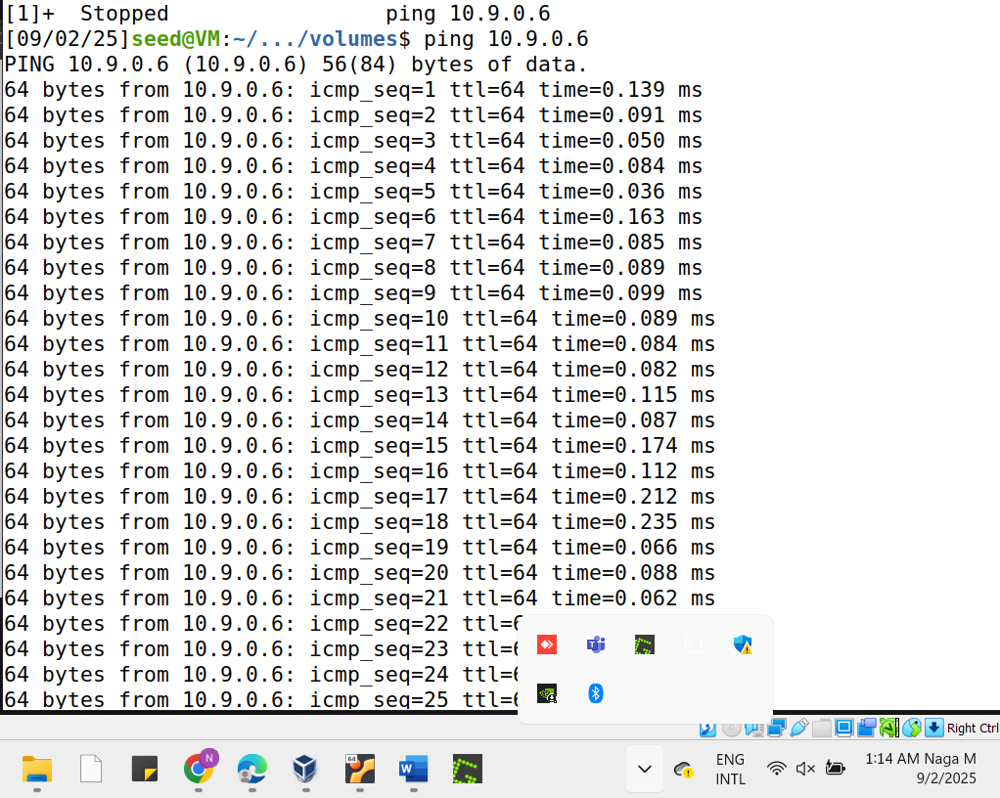 [1]+  Stopped                 ping 10.9.0.6
[09/02/25]seed@VM:~/.../volumes$ ping 10.9.0.6
PING 10.9.0.6 (10.9.0.6) 56(84) bytes of data.
64 bytes from 10.9.0.6: icmp_seq=1 ttl=64 time=0.139 ms
64 bytes from 10.9.0.6: icmp_seq=2 ttl=64 time=0.091 ms
64 bytes from 10.9.0.6: icmp_seq=3 ttl=64 time=0.050 ms
64 bytes from 10.9.0.6: icmp_seq=4 ttl=64 time=0.084 ms
64 bytes from 10.9.0.6: icmp_seq=5 ttl=64 time=0.036 ms
64 bytes from 10.9.0.6: icmp_seq=6 ttl=64 time=0.163 ms
64 bytes from 10.9.0.6: icmp_seq=7 ttl=64 time=0.085 ms
64 bytes from 10.9.0.6: icmp_seq=8 ttl=64 time=0.089 ms
64 bytes from 10.9.0.6: icmp_seq=9 ttl=64 time=0.099 ms
64 bytes from 10.9.0.6: icmp_seq=10 ttl=64 time=0.089 ms
64 bytes from 10.9.0.6: icmp_seq=11 ttl=64 time=0.084 ms
64 bytes from 10.9.0.6: icmp_seq=12 ttl=64 time=0.082 ms
64 bytes from 10.9.0.6: icmp_seq=13 ttl=64 time=0.115 ms
64 bytes from 10.9.0.6: icmp_seq=14 ttl=64 time=0.087 ms
64 bytes from 10.9.0.6: icmp_seq=15 ttl=64 time=0.174 ms
64 bytes from 10.9.0.6: icmp_seq=16 ttl=64 time=0.112 ms
64 bytes from 10.9.0.6: icmp_seq=17 ttl=64 time=0.212 ms
64 bytes from 10.9.0.6: icmp_seq=18 ttl=64 time=0.235 ms
64 bytes from 10.9.0.6: icmp_seq=19 ttl=64 time=0.066 ms
64 bytes from 10.9.0.6: icmp_seq=20 ttl=64 time=0.088 ms
64 bytes from 10.9.0.6: icmp_seq=21 ttl=64 time=0.062 ms
64 bytes from 10.9.0.6: icmp_seq=22
64 bytes from 10.9.0.6: icmp_seq=23
64 bytes from 10.9.0.6: icmp_seq=24
64 bytes from 10.9.0.6: icmp_seq=25
Right Ctrl
N
64
W
ENG
INTL
1:14 AM Naga M
9/2/2025